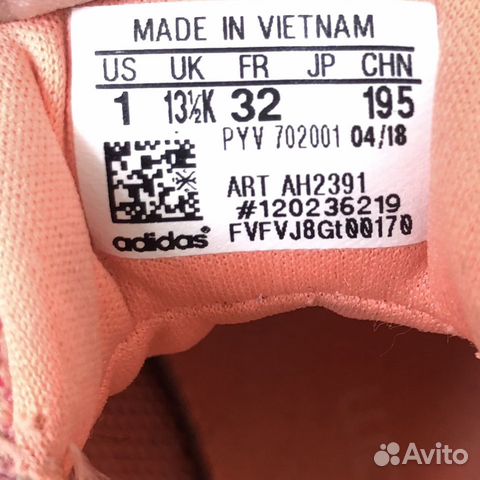 MADE IN VIETNAM
US UK FR JP CHN
1 13½K 32 195
PYV 702001 04/18
ART AH2391
#120236219
adidas® FVFVJ8Gt00170
Avito